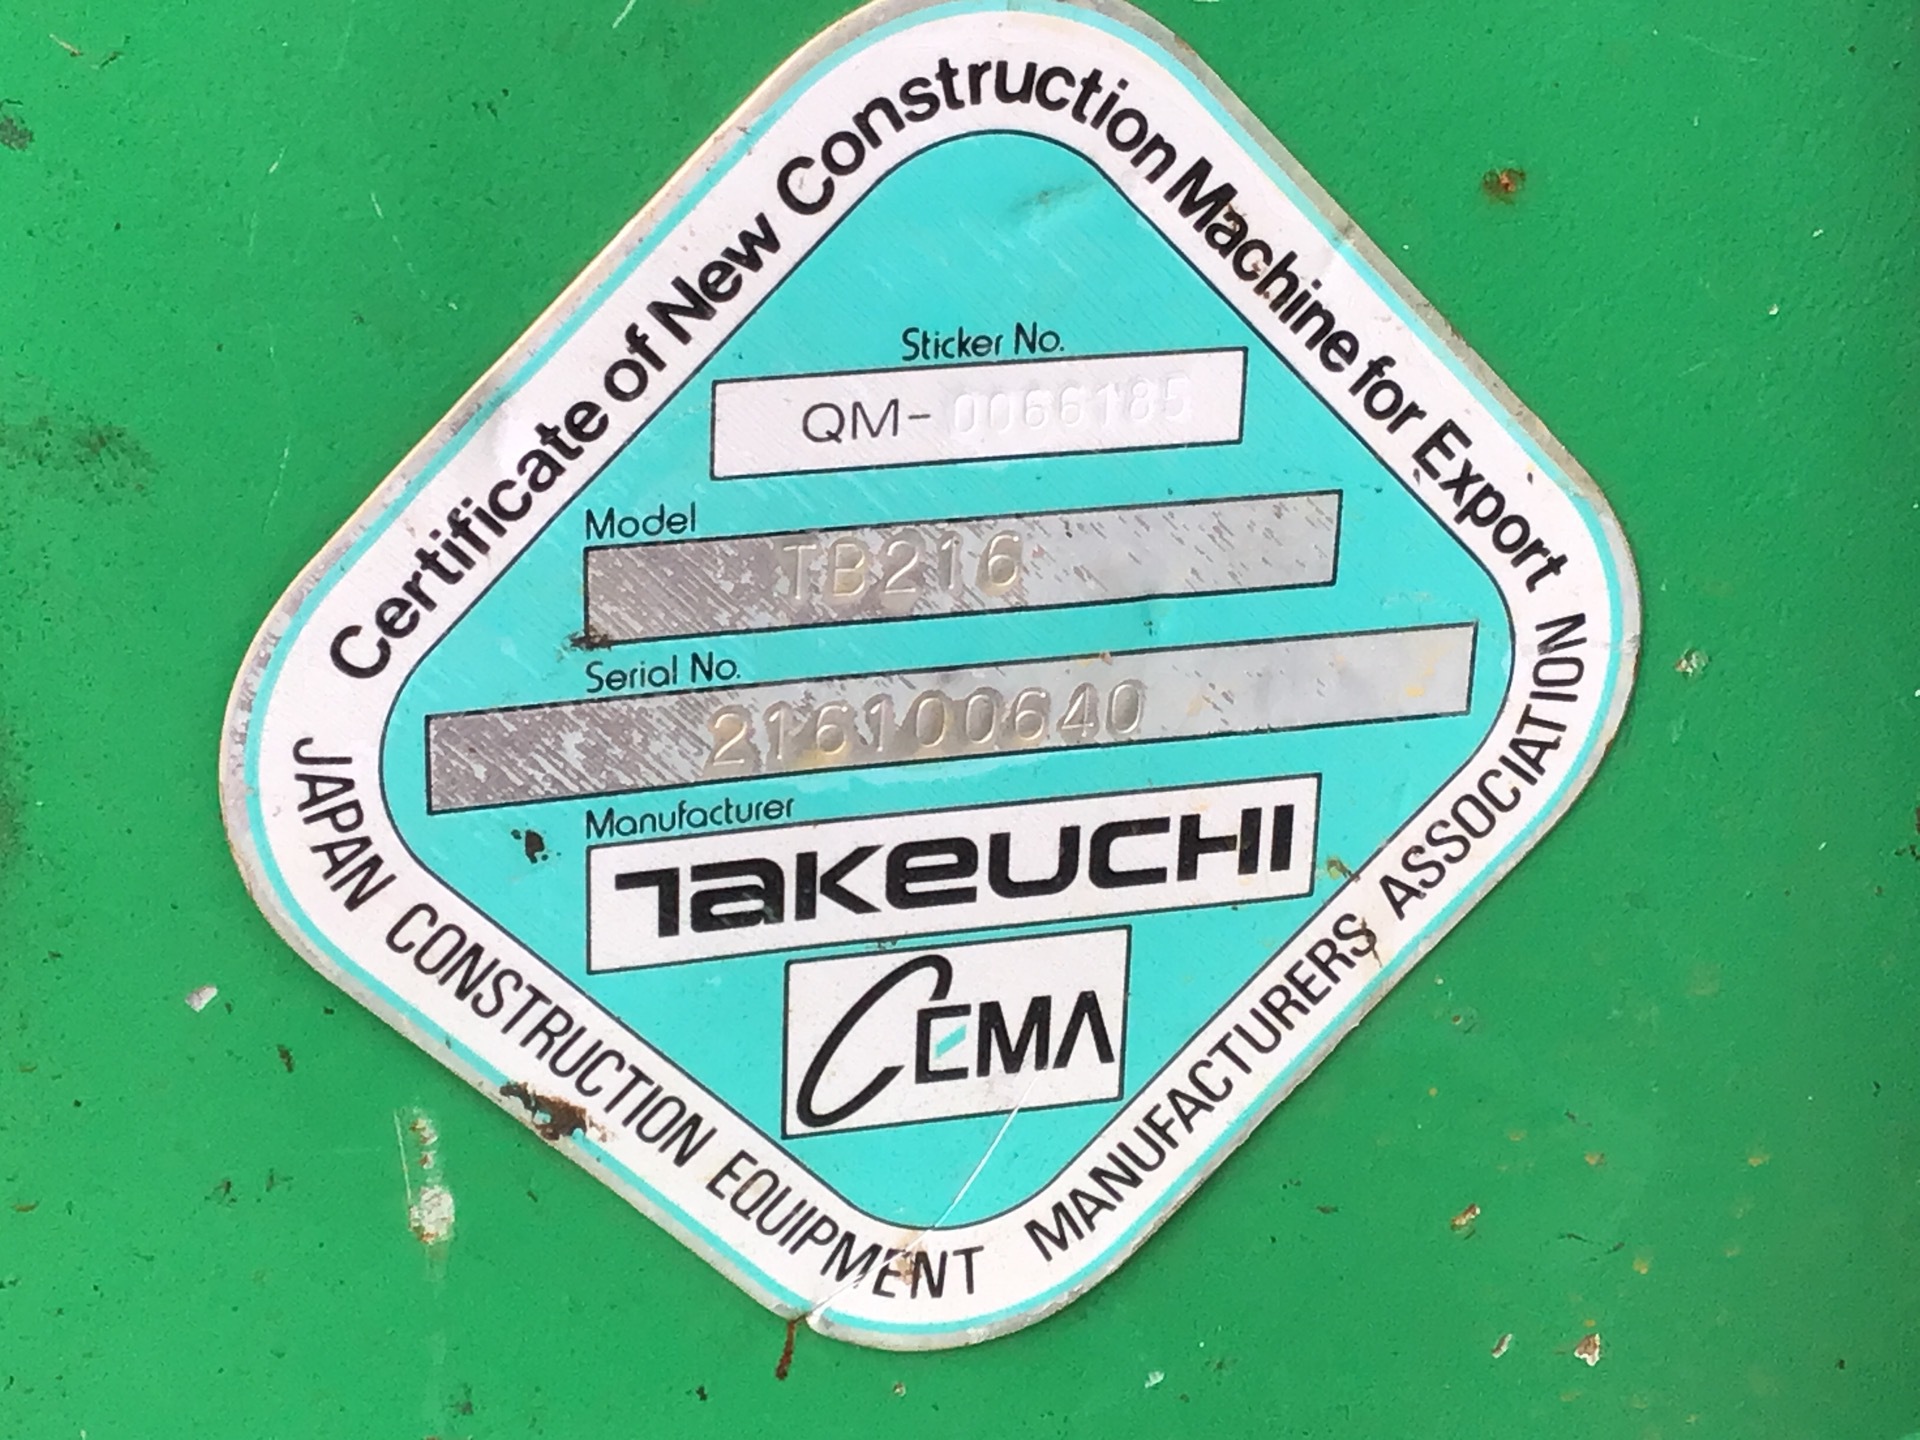 Certificate of New Construction Machine for Export
Sticker No.
QM-0066185
Model
TB216
Serial No.
216100640
Manufacturer
TAKEUCHI
CEMA
JAPAN CONSTRUCTION EQUIPMENT MANUFACTURERS ASSOCIATION